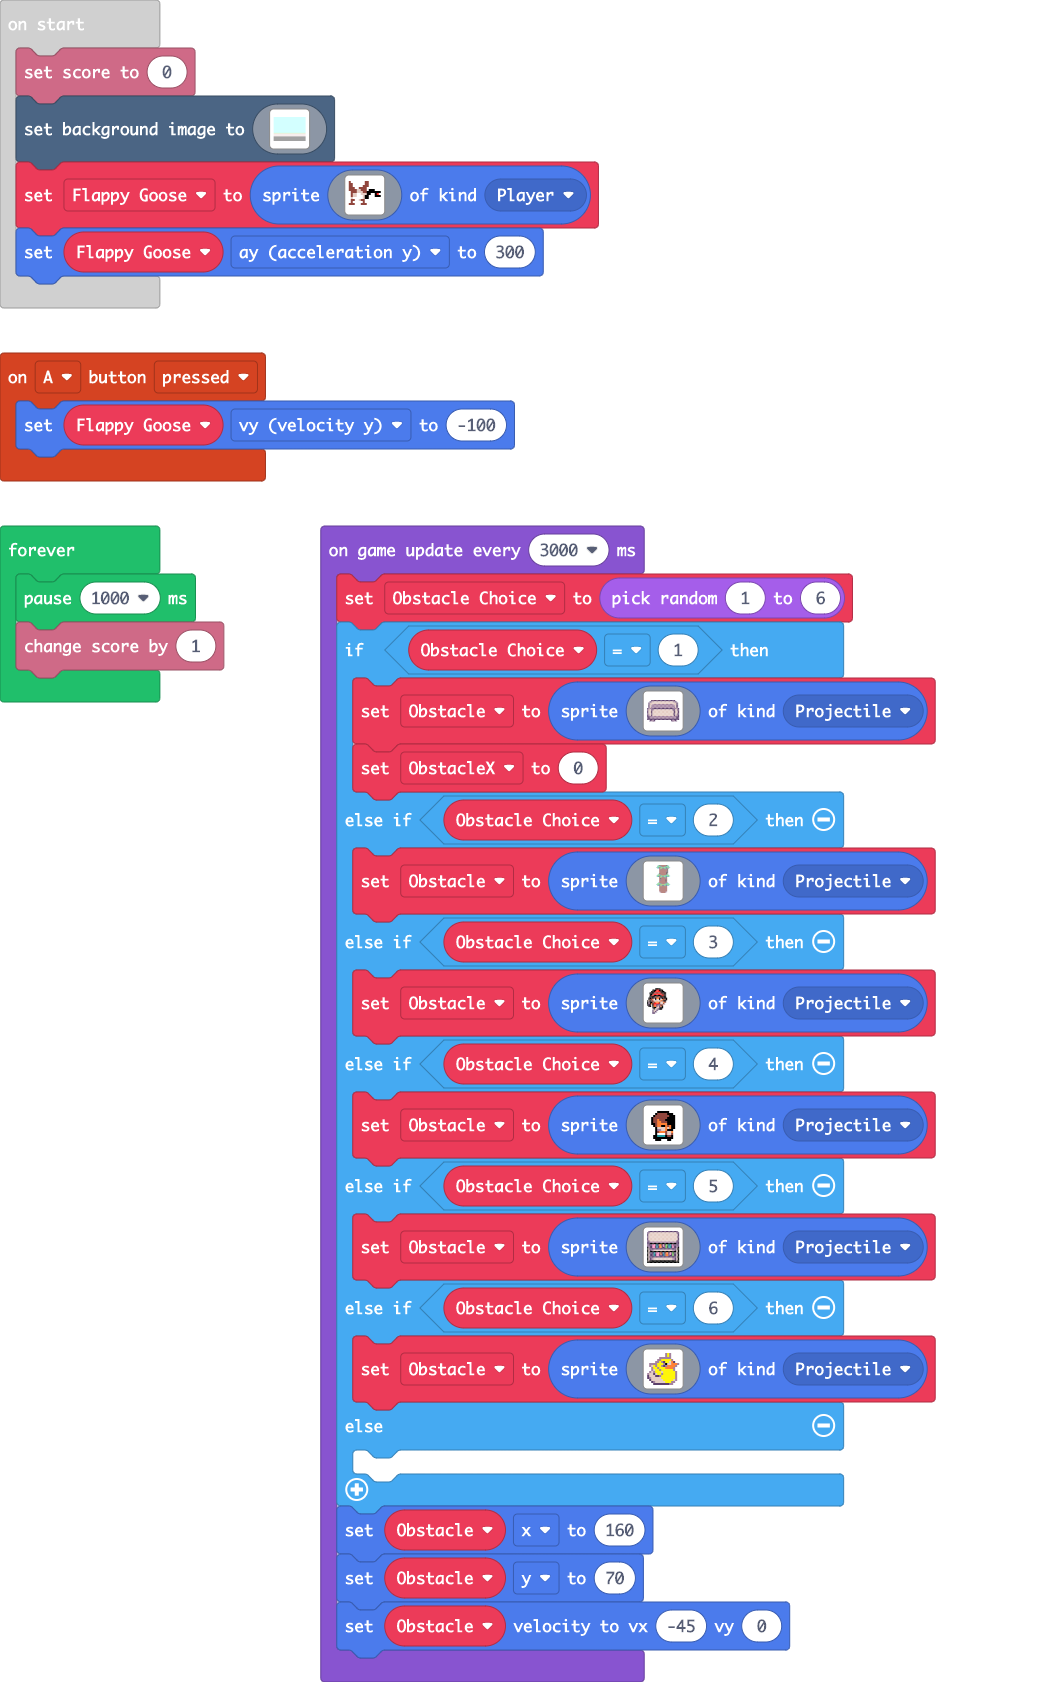 on start
set score to 0
set background image to
set Flappy Goose to sprite of kind Player
set Flappy Goose ay (acceleration y) to 300
on A button pressed
set Flappy Goose vy (velocity y) to -100
forever
pause 1000 ms
change score by 1
on game update every 3000 ms
set Obstacle Choice to pick random 1 to 6
if Obstacle Choice = 1 then
set Obstacle to sprite of kind Projectile
set ObstacleX to 0
else if Obstacle Choice = 2 then
set Obstacle to sprite of kind Projectile
else if Obstacle Choice = 3 then
set Obstacle to sprite of kind Projectile
else if Obstacle Choice = 4 then
set Obstacle to sprite of kind Projectile
else if Obstacle Choice = 5 then
set Obstacle to sprite of kind Projectile
else if Obstacle Choice = 6 then
set Obstacle to sprite of kind Projectile
else
set Obstacle x to 160
set Obstacle y to 70
set Obstacle velocity to vx -45 vy 0